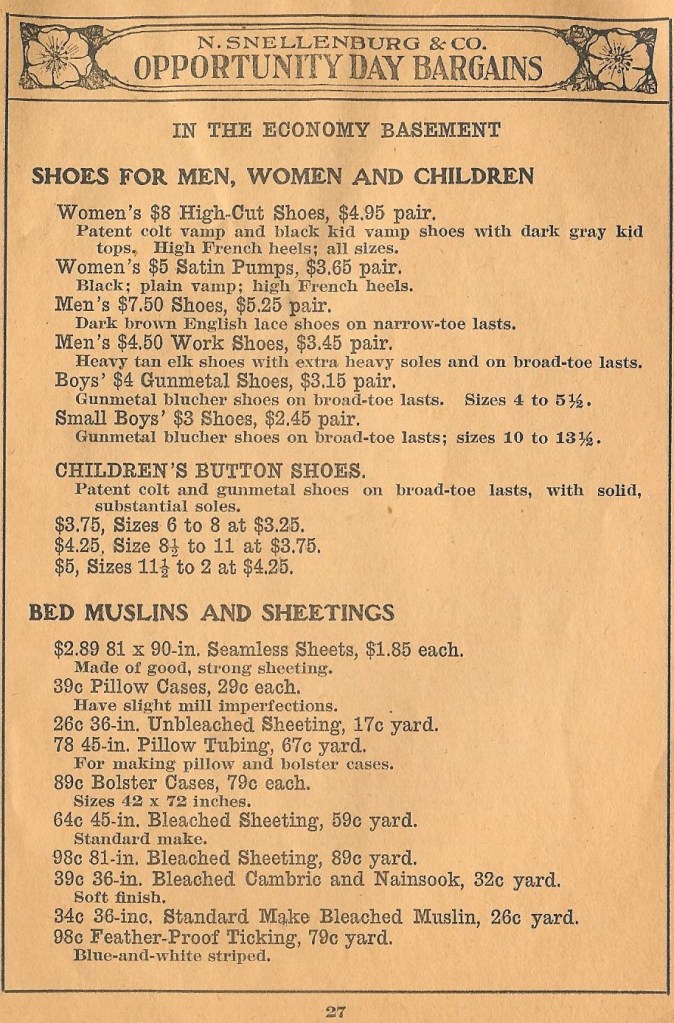 N. SNELLENBURG & CO.
OPPORTUNITY DAY BARGAINS
IN THE ECONOMY BASEMENT
SHOES FOR MEN, WOMEN AND CHILDREN
Women's $8 High-Cut Shoes, $4.95 pair.
Patent colt vamp and black kid vamp shoes with dark gray kid
tops. High French heels; all sizes.
Women's $5 Satin Pumps, $3.65 pair.
Black; plain vamp; high French heels.
Men's $7.50 Shoes, $5.25 pair.
Dark brown English lace shoes on narrow-toe lasts.
Men's $4.50 Work Shoes, $3.45 pair.
Heavy tan elk shoes with extra heavy soles and on broad-toe lasts.
Boys' $4 Gunmetal Shoes, $3.15 pair.
Gunmetal blucher shoes on broad-toe lasts. Sizes 4 to 5½.
Small Boys' $3 Shoes, $2.45 pair.
Gunmetal blucher shoes on broad-toe lasts; sizes 10 to 13½.
CHILDREN'S BUTTON SHOES.
Patent colt and gunmetal shoes on broad-toe lasts, with solid,
substantial soles.
$3.75, Sizes 6 to 8 at $3.25.
$4.25, Size 8½ to 11 at $3.75.
$5, Sizes 11½ to 2 at $4.25.
BED MUSLINS AND SHEETINGS
$2.89 81 x 90-in. Seamless Sheets, $1.85 each.
Made of good, strong sheeting.
39c Pillow Cases, 29c each.
Have slight mill imperfections.
26c 36-in. Unbleached Sheeting, 17c yard.
78 45-in. Pillow Tubing, 67c yard.
For making pillow and bolster cases.
89c Bolster Cases, 79c each.
Sizes 42 x 72 inches.
64c 45-in. Bleached Sheeting, 59c yard.
Standard make.
98c 81-in. Bleached Sheeting, 89c yard.
39c 36-in. Bleached Cambric and Nainsook, 32c yard.
Soft finish.
34c 36-inc. Standard Make Bleached Muslin, 26c yard.
98c Feather-Proof Ticking, 79c yard.
Blue-and-white striped.
27